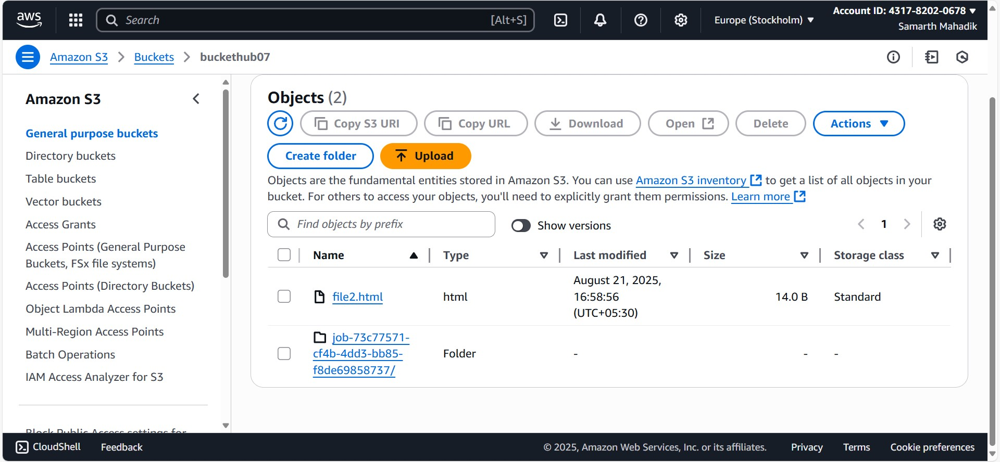 aws
Search
[Alt+S]
Europe (Stockholm)
Account ID: 4317-8202-0678
Samarth Mahadik
Amazon S3
Buckets
buckethub07
Amazon S3
General purpose buckets
Directory buckets
Table buckets
Vector buckets
Access Grants
Access Points (General Purpose
Buckets, FSx file systems)
Access Points (Directory Buckets)
Object Lambda Access Points
Multi-Region Access Points
Batch Operations
IAM Access Analyzer for S3
Block Public Access settings for
Objects (2)
Copy S3 URI
Copy URL
Download
Open
Delete
Actions
Create folder
Upload
Objects are the fundamental entities stored in Amazon S3. You can use Amazon S3 inventory to get a list of all objects in your
bucket. For others to access your objects, you'll need to explicitly grant them permissions. Learn more
Find objects by prefix
Show versions
1
Name
Type
Last modified
Size
Storage class
file2.html
html
August 21, 2025,
16:58:56
(UTC+05:30)
14.0 B
Standard
job-73c77571-
cf4b-4dd3-bb85-
f8de69858737/
Folder
-
-
-
CloudShell
Feedback
© 2025, Amazon Web Services, Inc. or its affiliates.
Privacy
Terms
Cookie preferences